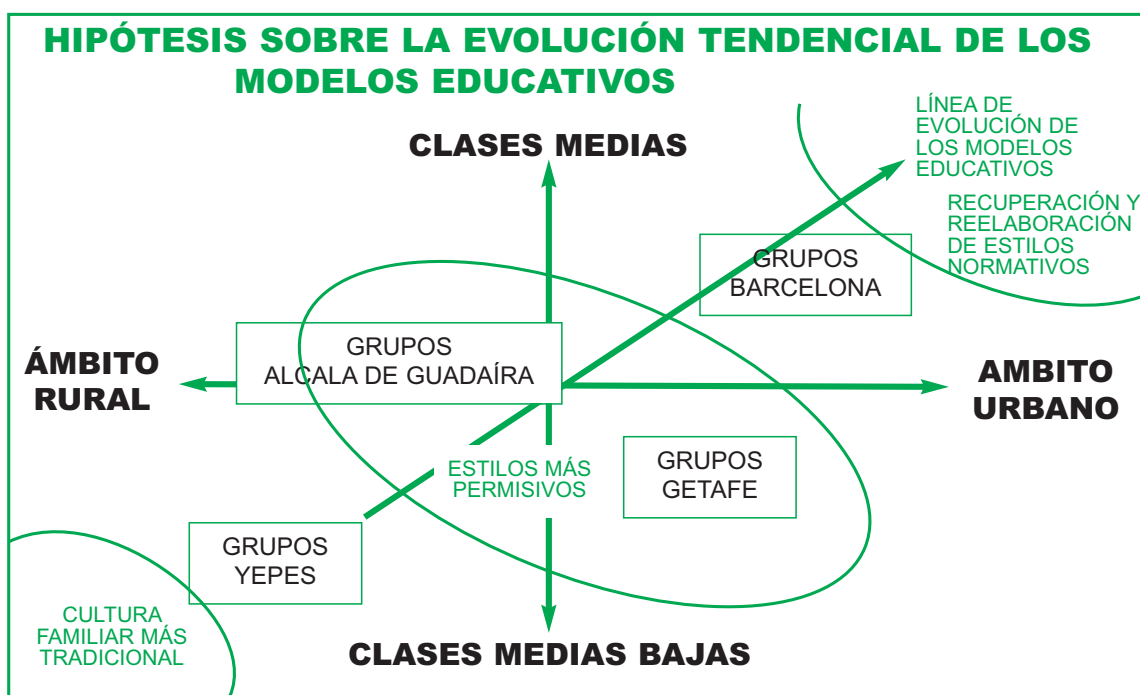 HIPÓTESIS SOBRE LA EVOLUCIÓN TENDENCIAL DE LOS
MODELOS EDUCATIVOS
CLASES MEDIAS
LÍNEA DE
EVOLUCIÓN DE
LOS MODELOS
EDUCATIVOS
RECUPERACIÓN Y
REELABORACIÓN
DE ESTILOS
NORMATIVOS
GRUPOS
BARCELONA
GRUPOS
ALCALA DE GUADAÍRA
ÁMBITO
RURAL
AMBITO
URBANO
ESTILOS MÁS
PERMISIVOS
GRUPOS
GETAFE
GRUPOS
YEPES
CULTURA
FAMILIAR MÁS
TRADICIONAL
CLASES MEDIAS BAJAS